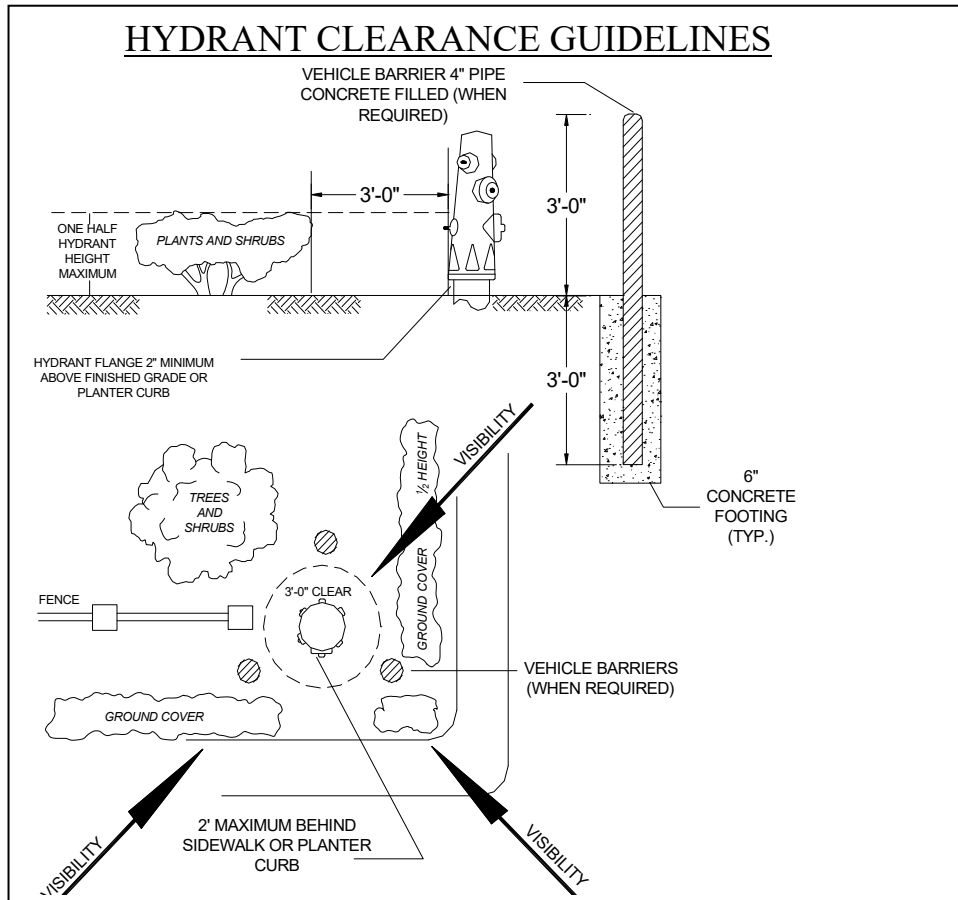 HYDRANT CLEARANCE GUIDELINES
VEHICLE BARRIER 4" PIPE
CONCRETE FILLED (WHEN
REQUIRED)
3'-0"
3'-0"
ONE HALF
HYDRANT
HEIGHT
MAXIMUM
PLANTS AND SHRUBS
HYDRANT FLANGE 2" MINIMUM
ABOVE FINISHED GRADE OR
PLANTER CURB
3'-0"
VISIBILITY
½ HEIGHT
GROUND COVER
6"
CONCRETE
FOOTING
(TYP.)
TREES
AND
SHRUBS
3'-0" CLEAR
FENCE
VEHICLE BARRIERS
(WHEN REQUIRED)
GROUND COVER
2' MAXIMUM BEHIND
SIDEWALK OR PLANTER
CURB
VISIBILITY
VISIBILITY